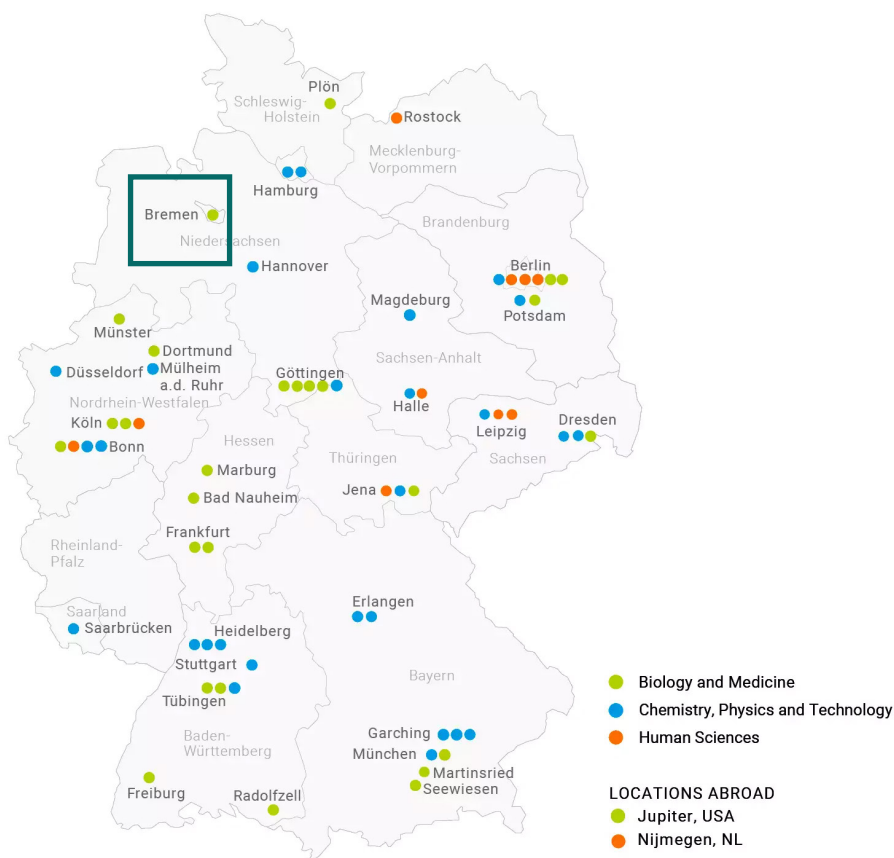 Plön
Schleswig-
Holstein
Rostock
Mecklenburg-
Vorpommern
Hamburg
Bremen
Niedersachsen
Brandenburg
Hannover
Berlin
Magdeburg
Potsdam
Münster
Dortmund
Düsseldorf
Mülheim
a.d. Ruhr
Sachsen-Anhalt
Göttingen
Nordrhein-Westfalen
Halle
Köln
Leipzig
Dresden
Bonn
Hessen
Thüringen
Sachsen
Marburg
Jena
Bad Nauheim
Frankfurt
Rheinland-
Pfalz
Erlangen
Saarland
Saarbrücken
Heidelberg
Stuttgart
Bayern
Tübingen
Baden-
Württemberg
Garching
München
Martinsried
Seewiesen
Freiburg
Radolfzell
Biology and Medicine
Chemistry, Physics and Technology
Human Sciences
LOCATIONS ABROAD
Jupiter, USA
Nijmegen, NL